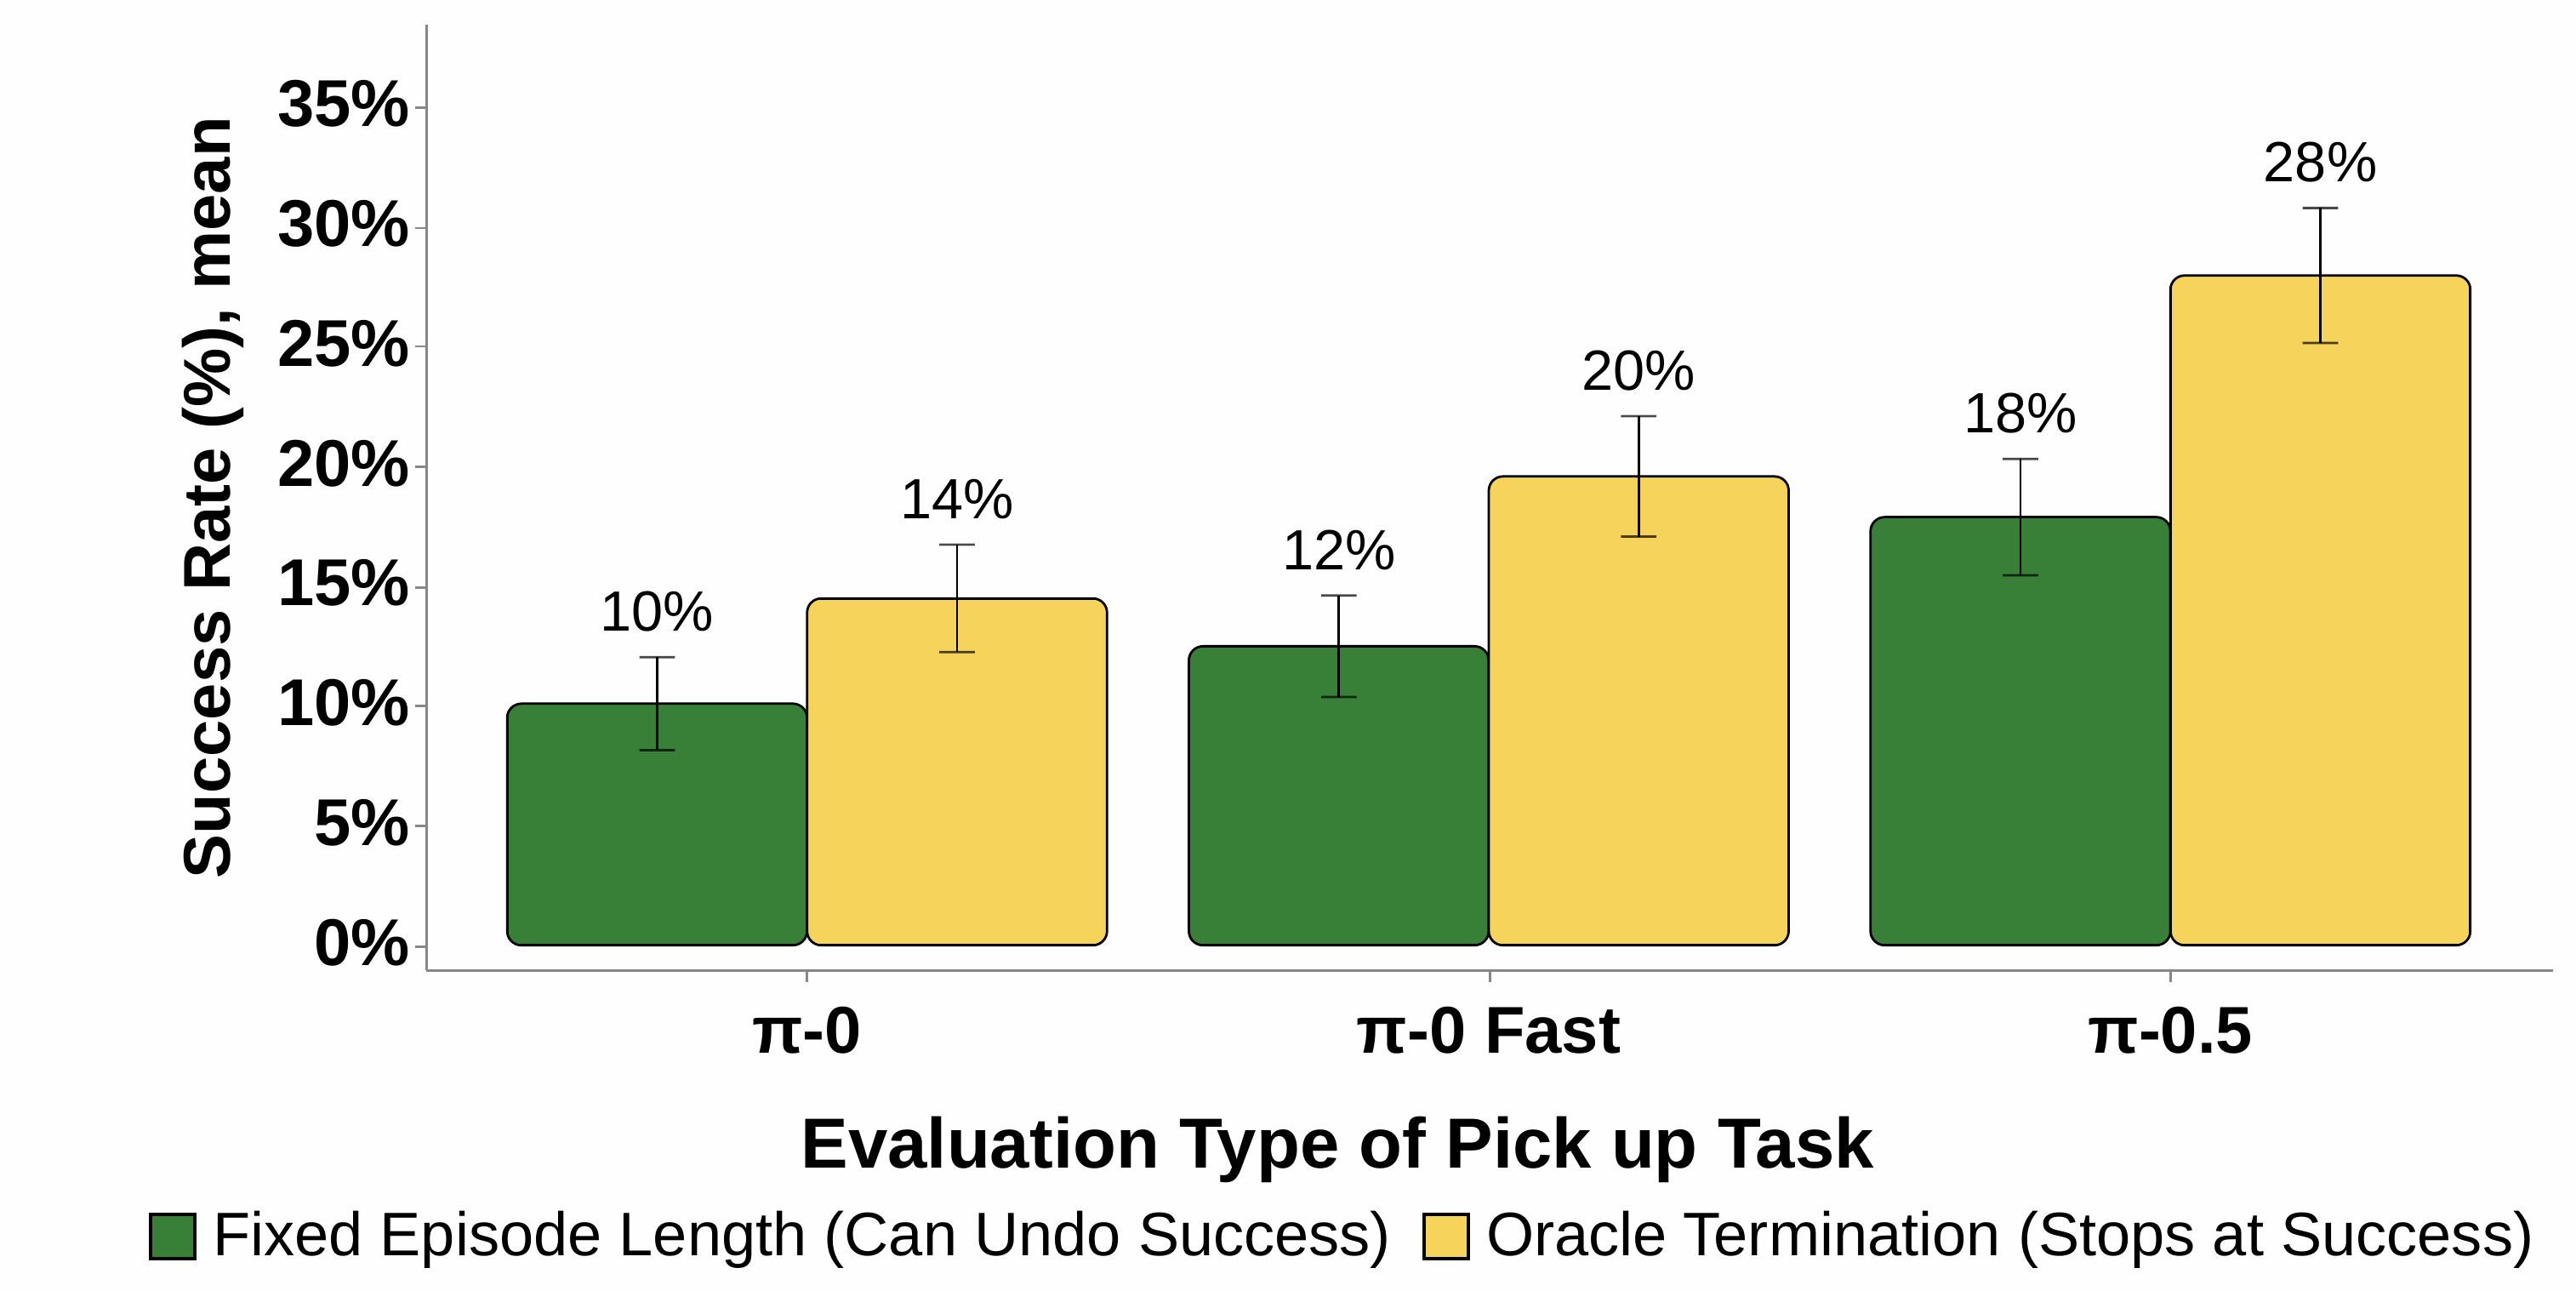 Success Rate (%), mean
35%
30%
25%
20%
15%
10%
5%
0%
10%
14%
12%
20%
18%
28%
π-0
π-0 Fast
π-0.5
Evaluation Type of Pick up Task
Fixed Episode Length (Can Undo Success)
Oracle Termination (Stops at Success)